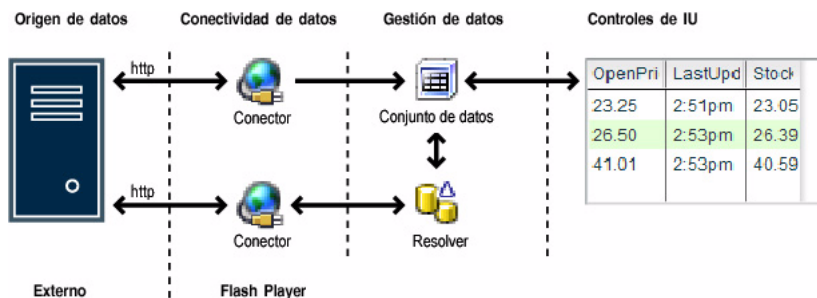 Origen de datos
Conectividad de datos
Gestión de datos
Controles de IU
http
Conector
Conjunto de datos
OpenPri LastUpd Stock
23.25 2:51pm 23.05
26.50 2:53pm 26.39
41.01 2:53pm 40.59
http
Conector
Resolver
Externo
Flash Player